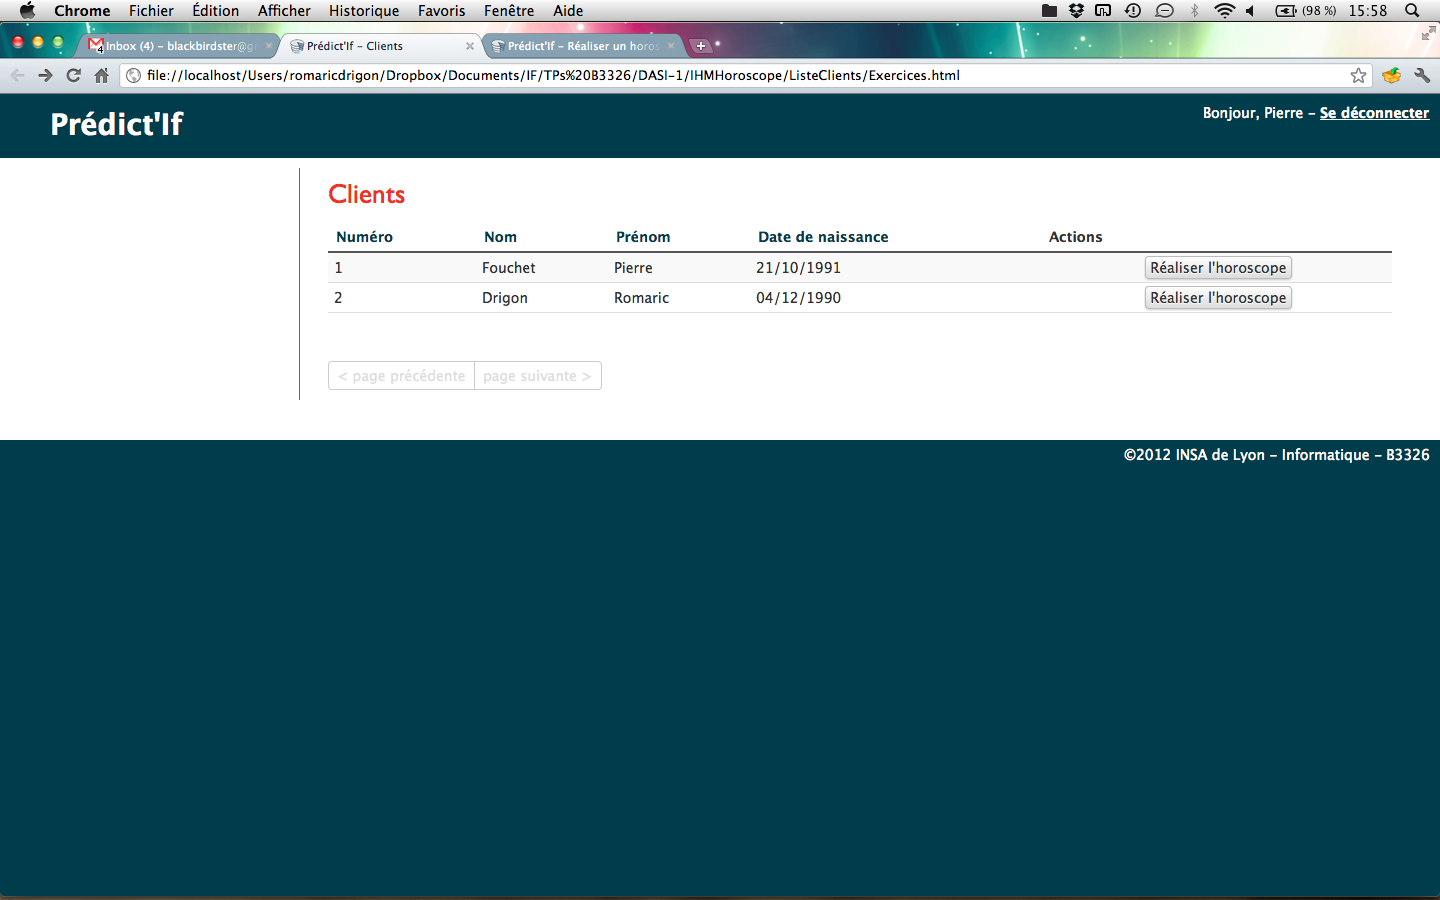 Chrome Fichier Édition Afficher Historique Favoris Fenêtre Aide (98 %) 15:58
4 Inbox (4) – blackbirdster@gm Prédict'If – Clients Prédict'If – Réaliser un horos
file://localhost/Users/romaricdrigon/Dropbox/Documents/IF/TPs%20B3326/DASI-1/IHMHoroscope/ListeClients/Exercices.html
Prédict'If
Bonjour, Pierre – Se déconnecter
Clients
Numéro Nom Prénom Date de naissance Actions
1 Fouchet Pierre 21/10/1991 Réaliser l'horoscope
2 Drigon Romaric 04/12/1990 Réaliser l'horoscope
< page précédente page suivante >
©2012 INSA de Lyon – Informatique – B3326